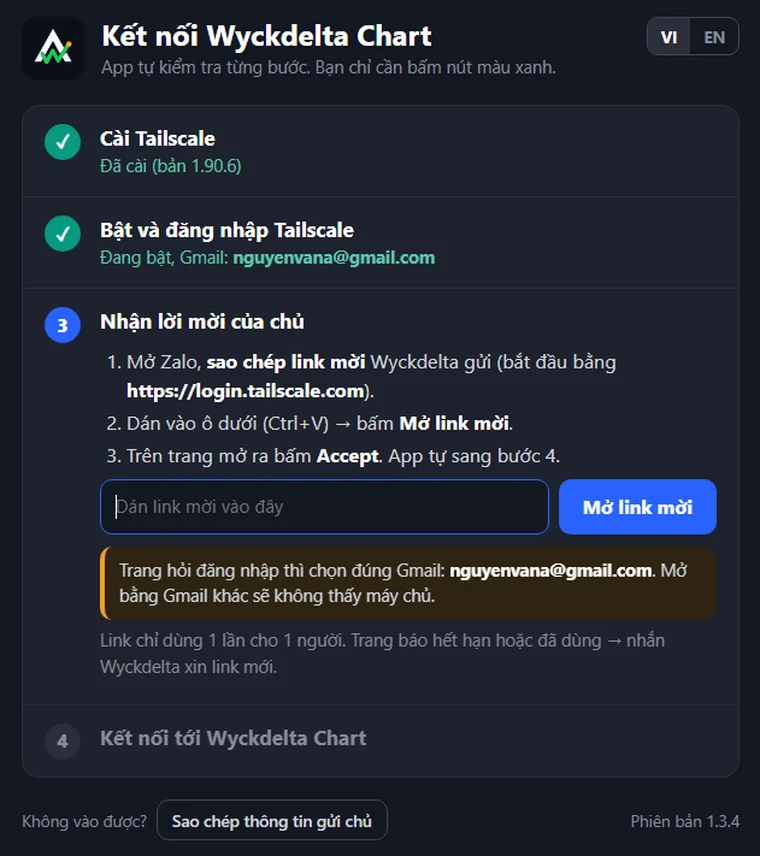 Kết nối Wyckdelta Chart
VI EN
App tự kiểm tra từng bước. Bạn chỉ cần bấm nút màu xanh.
Cài Tailscale
Đã cài (bản 1.90.6)
Bật và đăng nhập Tailscale
Đang bật, Gmail: nguyenvana@gmail.com
3 Nhận lời mời của chủ
1. Mở Zalo, sao chép link mời Wyckdelta gửi (bắt đầu bằng
https://login.tailscale.com).
2. Dán vào ô dưới (Ctrl+V) → bấm Mở link mời.
3. Trên trang mở ra bấm Accept. App tự sang bước 4.
Dán link mời vào đây
Mở link mời
Trang hỏi đăng nhập thì chọn đúng Gmail: nguyenvana@gmail.com. Mở
bằng Gmail khác sẽ không thấy máy chủ.
Link chỉ dùng 1 lần cho 1 người. Trang báo hết hạn hoặc đã dùng → nhắn
Wyckdelta xin link mới.
4 Kết nối tới Wyckdelta Chart
Không vào được? Sao chép thông tin gửi chủ
Phiên bản 1.3.4